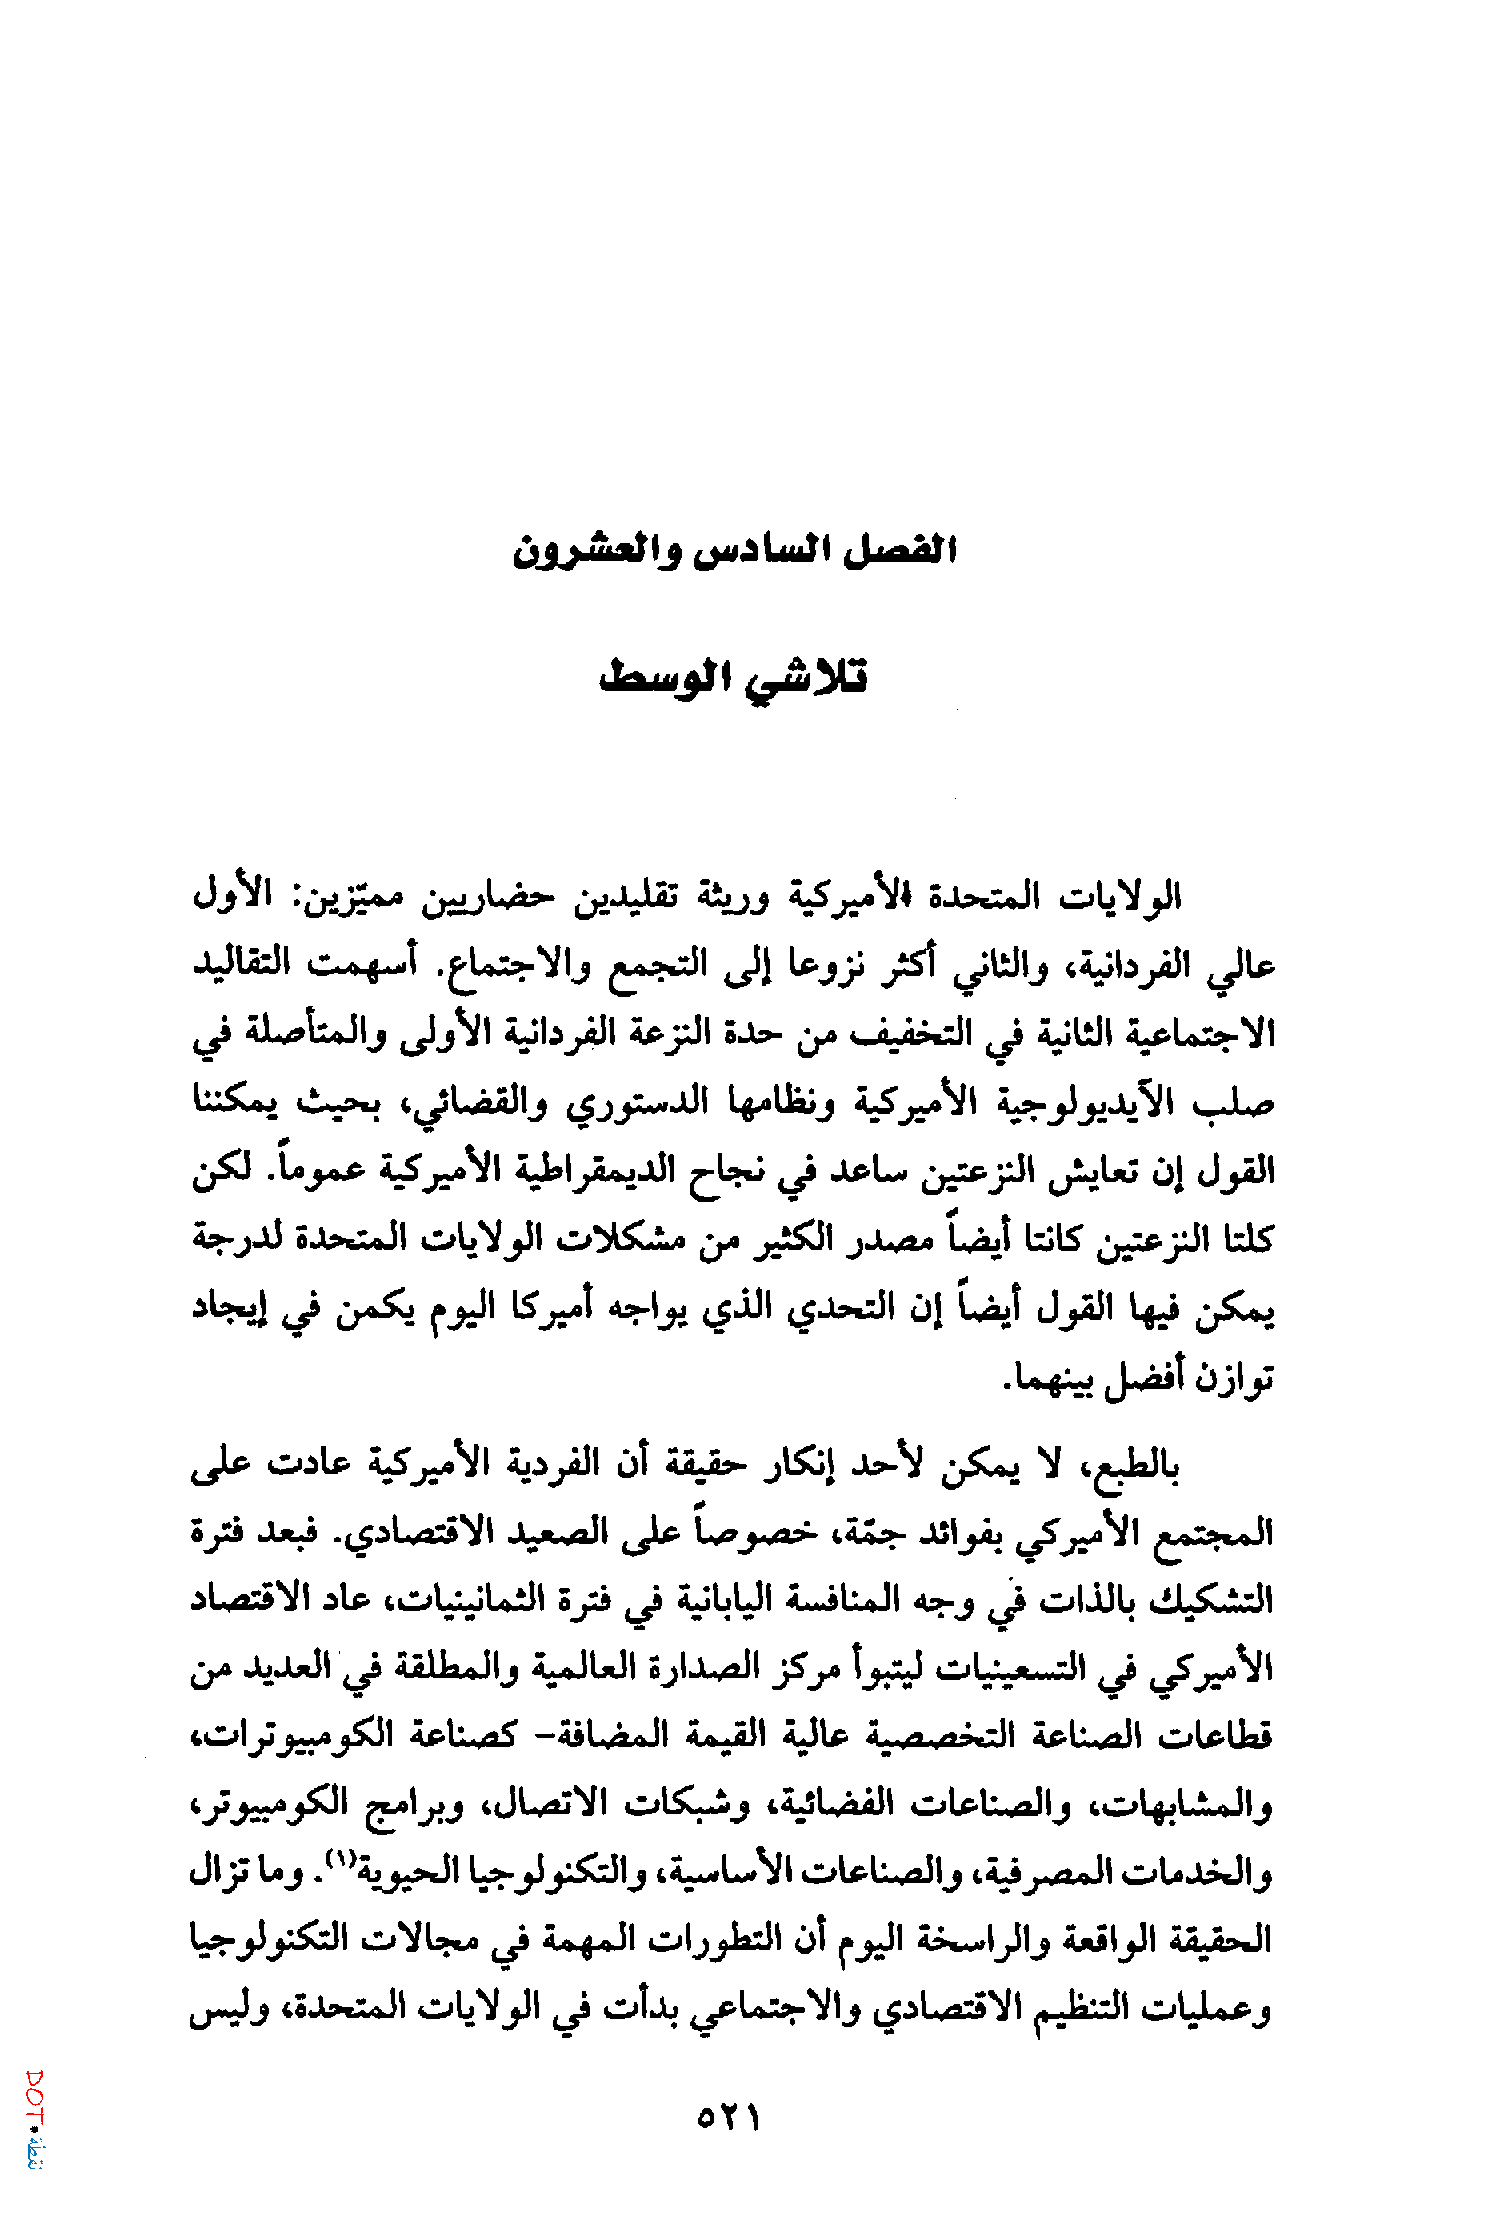 الفصل السادس والعشرون
تلاشي الوسط
الولايات المتحدة الأميركية وريثة تقليدين حضاريين مميّزين: الأول
عالي الفردانية، والثاني أكثر نزوعا إلى التجمع والاجتماع. أسهمت التقاليد
الاجتماعية الثانية في التخفيف من حدة النزعة الفردانية الأولى والمتأصلة في
صلب الآيديولوجية الأميركية ونظامها الدستوري والقضائي، بحيث يمكننا
القول إن تعايش النزعتين ساعد في نجاح الديمقراطية الأميركية عموماً. لكن
كلتا النزعتين كانتا أيضاً مصدر الكثير من مشكلات الولايات المتحدة لدرجة
يمكن فيها القول أيضاً إن التحدي الذي يواجه أميركا اليوم يكمن في إيجاد
توازن أفضل بينهما.
بالطبع، لا يمكن لأحد إنكار حقيقة أن الفردية الأميركية عادت على
المجتمع الأميركي بفوائد جمّة، خصوصاً على الصعيد الاقتصادي. فبعد فترة
التشكيك بالذات في وجه المنافسة اليابانية في فترة الثمانينيات، عاد الاقتصاد
الأميركي في التسعينيات ليتبوأ مركز الصدارة العالمية والمطلقة في العديد من
قطاعات الصناعة التخصصية عالية القيمة المضافة- كصناعة الكومبيوترات،
والمشابهات، والصناعات الفضائية، وشبكات الاتصال، وبرامج الكومبيوتر،
والخدمات المصرفية، والصناعات الأساسية، والتكنولوجيا الحيوية(١). وما تزال
الحقيقة الواقعة والراسخة اليوم أن التطورات المهمة في مجالات التكنولوجيا
وعمليات التنظيم الاقتصادي والاجتماعي بدأت في الولايات المتحدة، وليس
٥٢١
DOT • نقطة